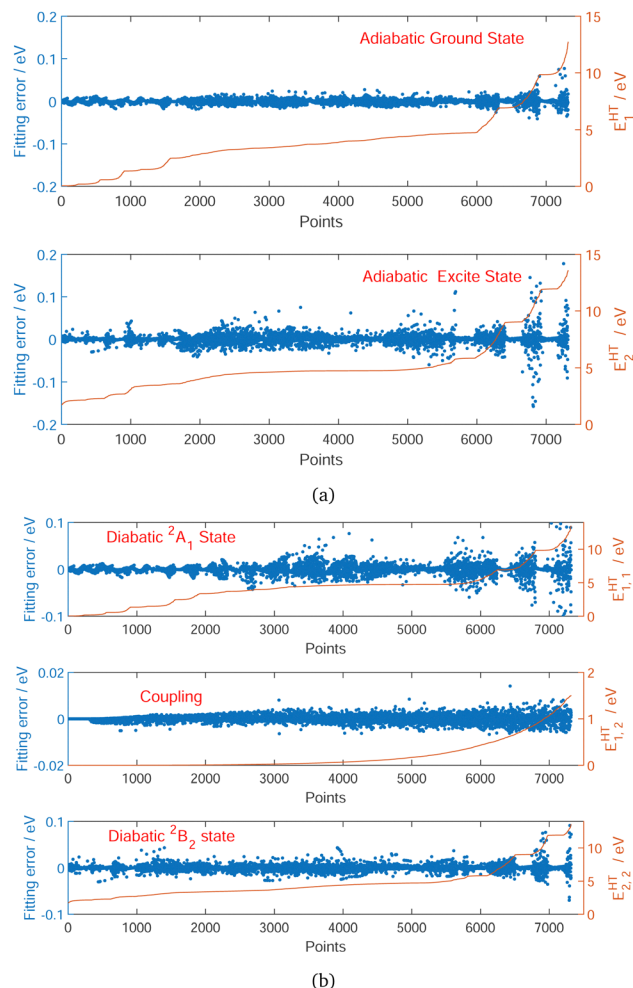 Adiabatic Ground State
Fitting error / eV
0.2
0.1
0
-0.1
-0.2
15
10
5
0
E₁ᴴᵀ / eV
0 1000 2000 3000 4000 5000 6000 7000
Points
Adiabatic Excite State
Fitting error / eV
0.2
0.1
0
-0.1
-0.2
15
10
5
0
E₂ᴴᵀ / eV
0 1000 2000 3000 4000 5000 6000 7000
Points
(a)
Diabatic ²A₁ State
Fitting error / eV
0.1
0
-0.1
10
5
0
E₁,₁ᴴᵀ / eV
0 1000 2000 3000 4000 5000 6000 7000
Points
Coupling
Fitting error / eV
0.02
0
-0.02
2
1
0
E₁,₂ᴴᵀ / eV
0 1000 2000 3000 4000 5000 6000 7000
Points
Diabatic ²B₂ state
Fitting error / eV
0.1
0
-0.1
10
5
0
E₂,₂ᴴᵀ / eV
0 1000 2000 3000 4000 5000 6000 7000
Points
(b)